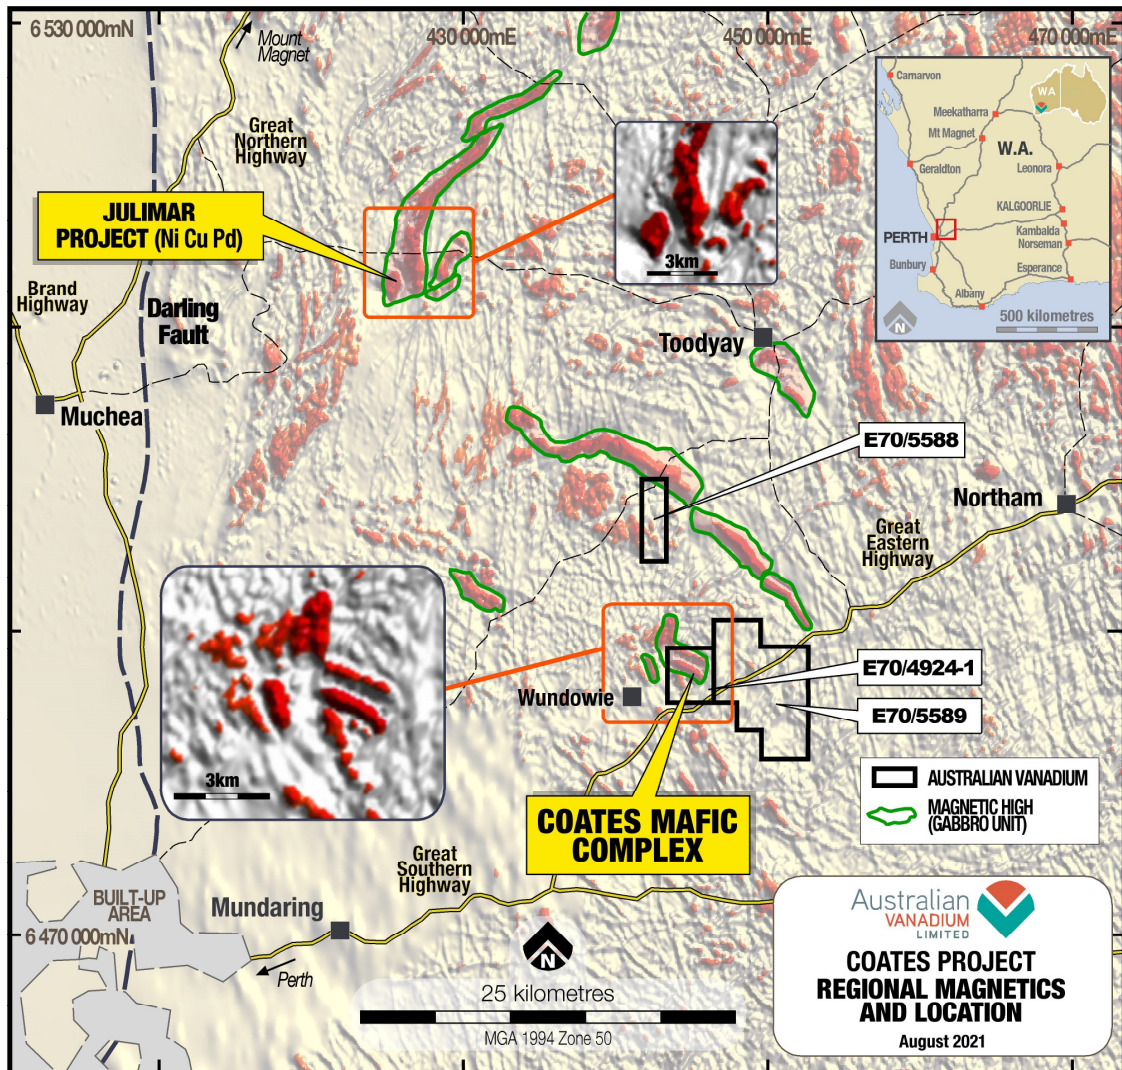 6 530 000mN
430 000mE
450 000mE
470 000mE
Mount
Magnet
Great
Northern
Highway
JULIMAR
PROJECT (Ni Cu Pd)
3km
Carnarvon
WA
Meekatharra
Mt Magnet
W.A.
Geraldton
Leonora
KALGOORLIE
PERTH
Kambalda
Norseman
Bunbury
Esperance
Albany
N
500 kilometres
Brand
Highway
Darling
Fault
Toodyay
Muchea
E70/5588
Northam
Great
Eastern
Highway
3km
Wundowie
E70/4924-1
E70/5589
AUSTRALIAN VANADIUM
MAGNETIC HIGH
(GABBRO UNIT)
COATES MAFIC
COMPLEX
Great
Southern
Highway
BUILT-UP
AREA
Mundaring
6 470 000mN
Perth
N
25 kilometres
MGA 1994 Zone 50
Australian
VANADIUM
LIMITED
COATES PROJECT
REGIONAL MAGNETICS
AND LOCATION
August 2021